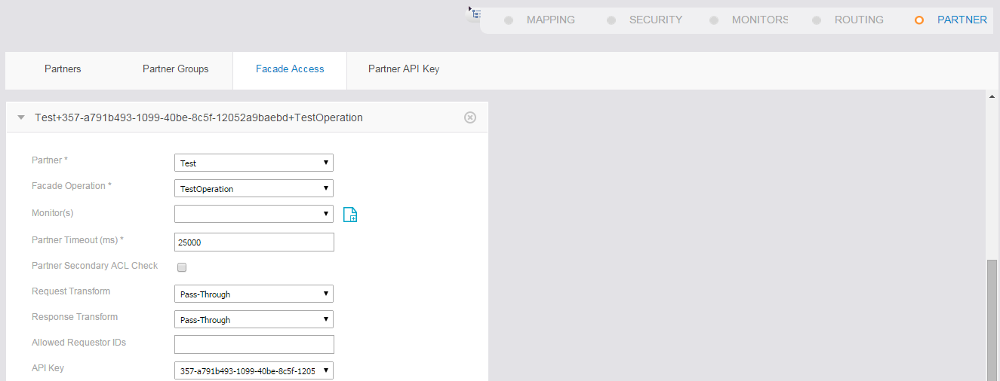 MAPPING SECURITY MONITORS ROUTING PARTNER
Partners Partner Groups Facade Access Partner API Key
Test+357-a791b493-1099-40be-8c5f-12052a9baebd+TestOperation
Partner * Test
Facade Operation * TestOperation
Monitor(s)
Partner Timeout (ms) * 25000
Partner Secondary ACL Check
Request Transform Pass-Through
Response Transform Pass-Through
Allowed Requestor IDs
API Key 357-a791b493-1099-40be-8c5f-1205